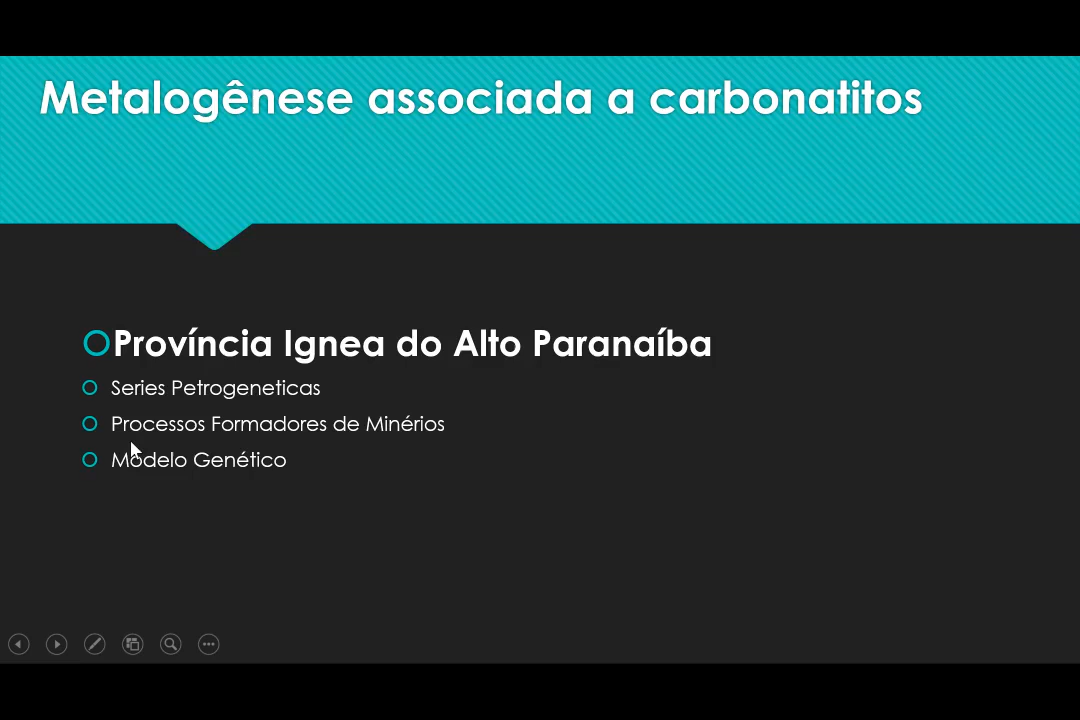 Metalogênese associada a carbonatitos
Província Ignea do Alto Paranaíba
Series Petrogeneticas
Processos Formadores de Minérios
Modelo Genético